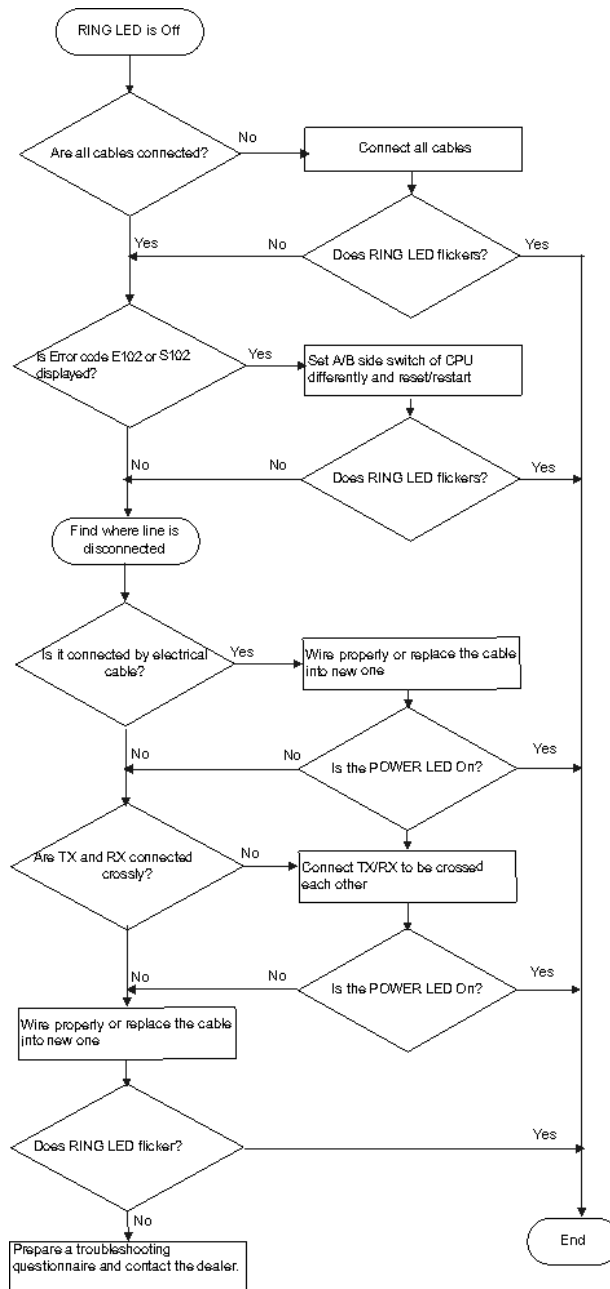 RING LED is Off
No
Are all cables connected?
Connect all cables
Yes
No
Does RING LED flickers?
Yes
Is Error code E102 or S102
displayed?
Yes
Set A/B side switch of CPU
differently and reset/restart
No
No
Does RING LED flickers?
Yes
Find where line is
disconnected
Is it connected by electrical
cable?
Yes
Wire properly or replace the cable
into new one
No
No
Is the POWER LED On?
Yes
Are TX and RX connected
crossly?
No
Connect TX/RX to be crossed
each other
No
No
Is the POWER LED On?
Yes
Wire properly or replace the cable
into new one
Does RING LED flicker?
Yes
No
End
Prepare a troubleshooting
questionnaire and contact the dealer.